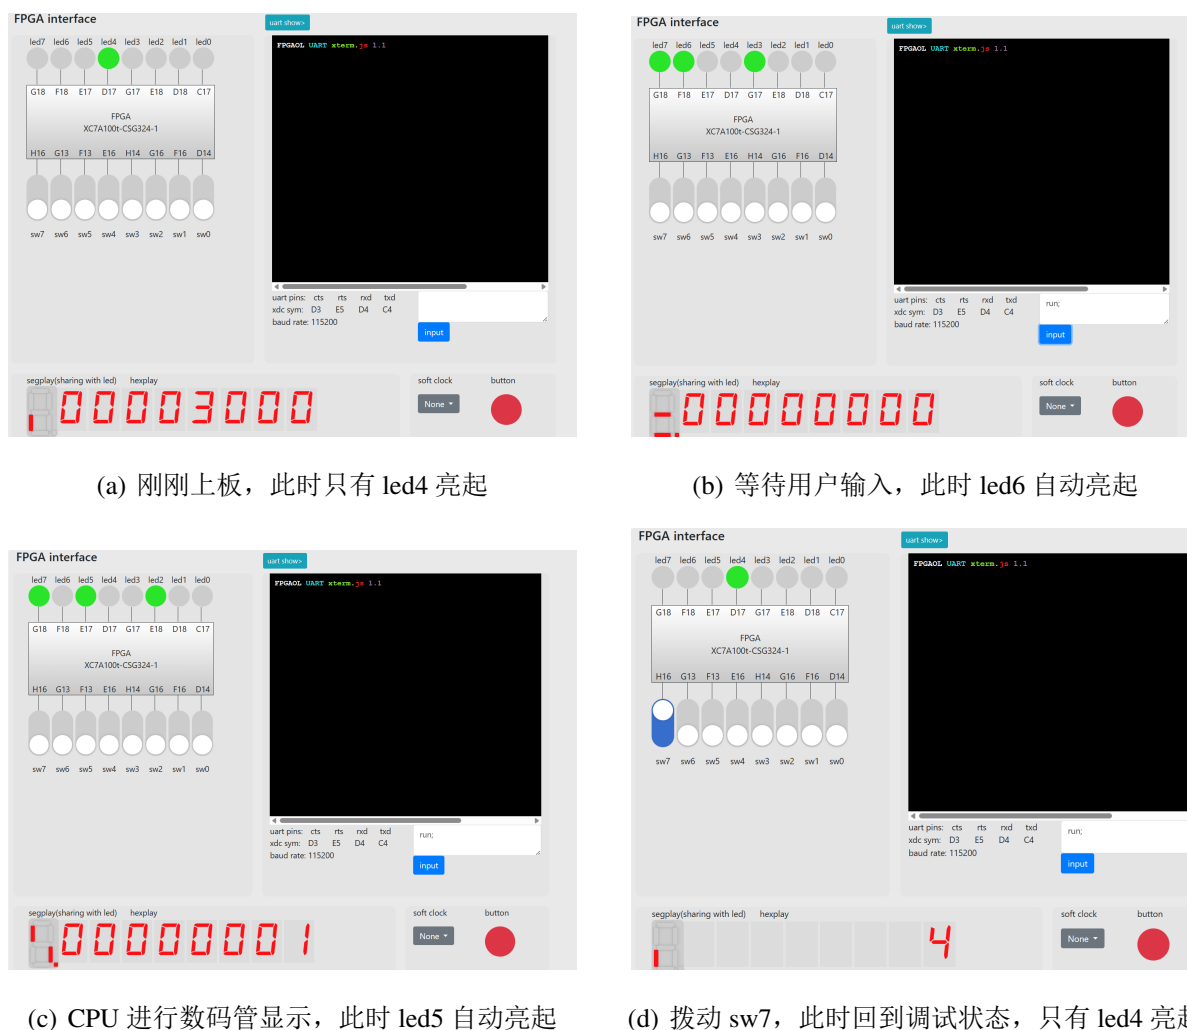 FPGA interface
uart show>
led7 led6 led5 led4 led3 led2 led1 led0
FPGAOL UART xterm.js 1.1
G18 F18 E17 D17 G17 E18 D18 C17
FPGA
XC7A100t-CSG324-1
H16 G13 F13 E16 H14 G16 F16 D14
sw7 sw6 sw5 sw4 sw3 sw2 sw1 sw0
uart pins: cts rts rxd txd
xdc sym: D3 E5 D4 C4
baud rate: 115200
input
segplay(sharing with led) hexplay
soft clock button
00003000
None
(a) 刚刚上板，此时只有 led4 亮起
FPGA interface
uart show>
led7 led6 led5 led4 led3 led2 led1 led0
FPGAOL UART xterm.js 1.1
G18 F18 E17 D17 G17 E18 D18 C17
FPGA
XC7A100t-CSG324-1
H16 G13 F13 E16 H14 G16 F16 D14
sw7 sw6 sw5 sw4 sw3 sw2 sw1 sw0
uart pins: cts rts rxd txd
xdc sym: D3 E5 D4 C4
baud rate: 115200
run;
input
segplay(sharing with led) hexplay
soft clock button
00000000
None
(b) 等待用户输入，此时 led6 自动亮起
FPGA interface
uart show>
led7 led6 led5 led4 led3 led2 led1 led0
FPGAOL UART xterm.js 1.1
G18 F18 E17 D17 G17 E18 D18 C17
FPGA
XC7A100t-CSG324-1
H16 G13 F13 E16 H14 G16 F16 D14
sw7 sw6 sw5 sw4 sw3 sw2 sw1 sw0
uart pins: cts rts rxd txd
xdc sym: D3 E5 D4 C4
baud rate: 115200
run;
input
segplay(sharing with led) hexplay
soft clock button
00000001
None
(c) CPU 进行数码管显示，此时 led5 自动亮起
FPGA interface
uart show>
led7 led6 led5 led4 led3 led2 led1 led0
FPGAOL UART xterm.js 1.1
G18 F18 E17 D17 G17 E18 D18 C17
FPGA
XC7A100t-CSG324-1
H16 G13 F13 E16 H14 G16 F16 D14
sw7 sw6 sw5 sw4 sw3 sw2 sw1 sw0
uart pins: cts rts rxd txd
xdc sym: D3 E5 D4 C4
baud rate: 115200
run;
input
segplay(sharing with led) hexplay
soft clock button
4
None
(d) 拨动 sw7，此时回到调试状态，只有 led4 亮起